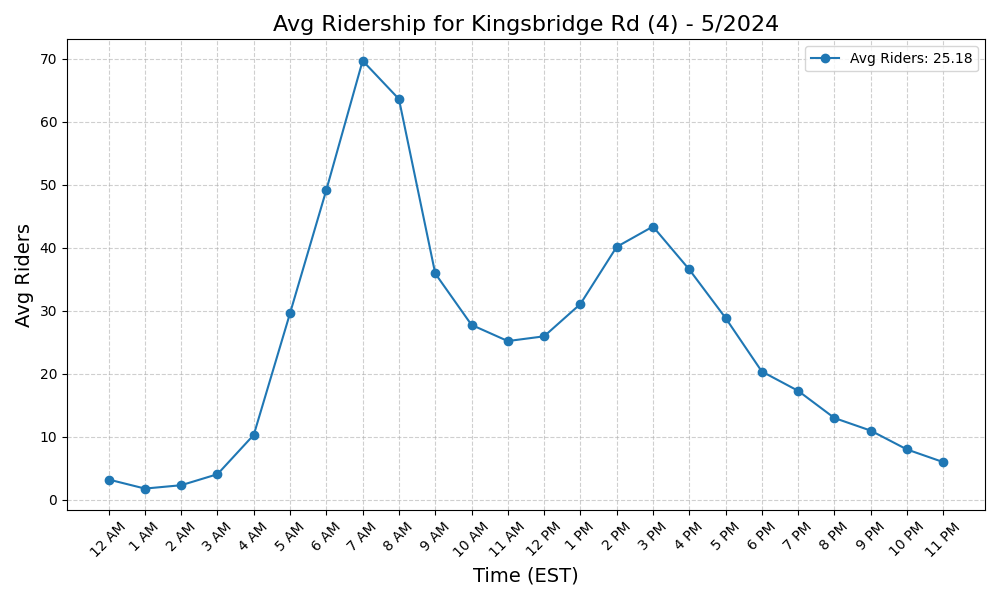 Avg Ridership for Kingsbridge Rd (4) - 5/2024
Avg Riders: 25.18
Avg Riders
70
60
50
40
30
20
10
0
12 AM
1 AM
2 AM
3 AM
4 AM
5 AM
6 AM
7 AM
8 AM
9 AM
10 AM
11 AM
12 PM
1 PM
2 PM
3 PM
4 PM
5 PM
6 PM
7 PM
8 PM
9 PM
10 PM
11 PM
Time (EST)